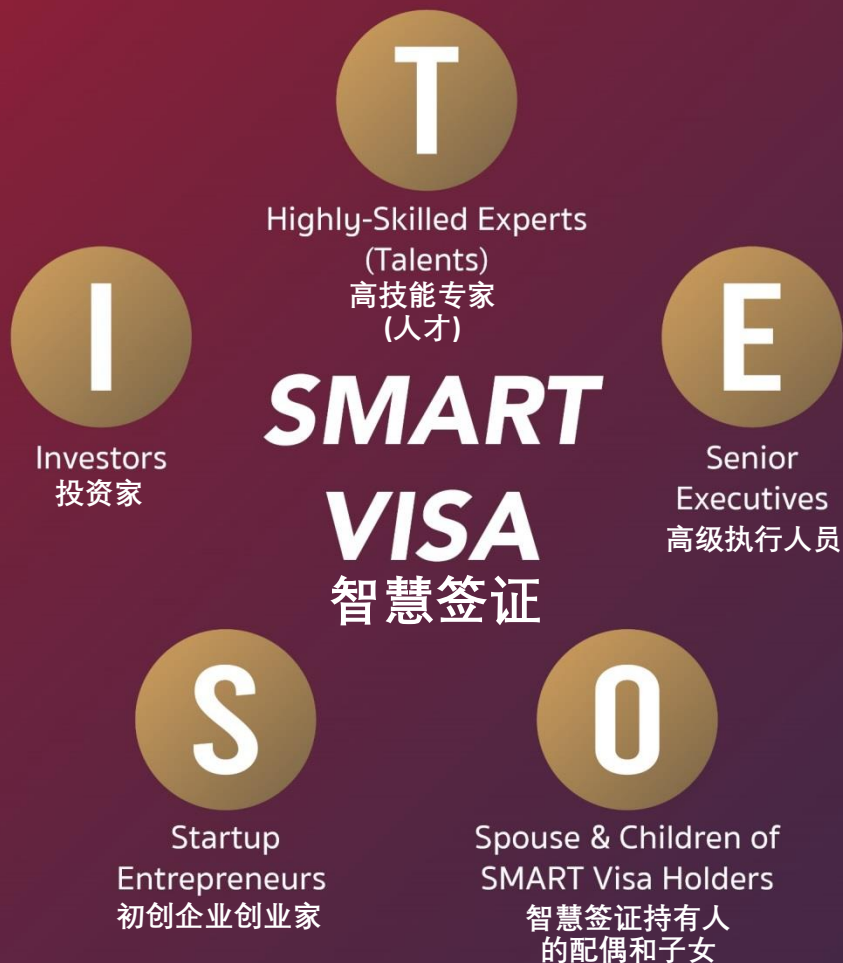 T
Highly-Skilled Experts
(Talents)
高技能专家
(人才)
I
Investors
投资家
E
Senior
Executives
高级执行人员
SMART
VISA
智慧签证
S
Startup
Entrepreneurs
初创企业创业家
O
Spouse & Children of
SMART Visa Holders
智慧签证持有人
的配偶和子女